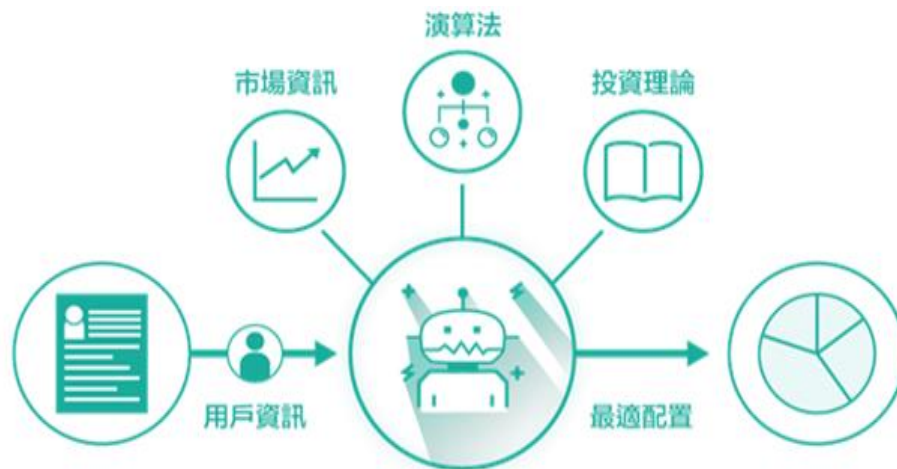 演算法
市場資訊
投資理論
用戶資訊
最適配置